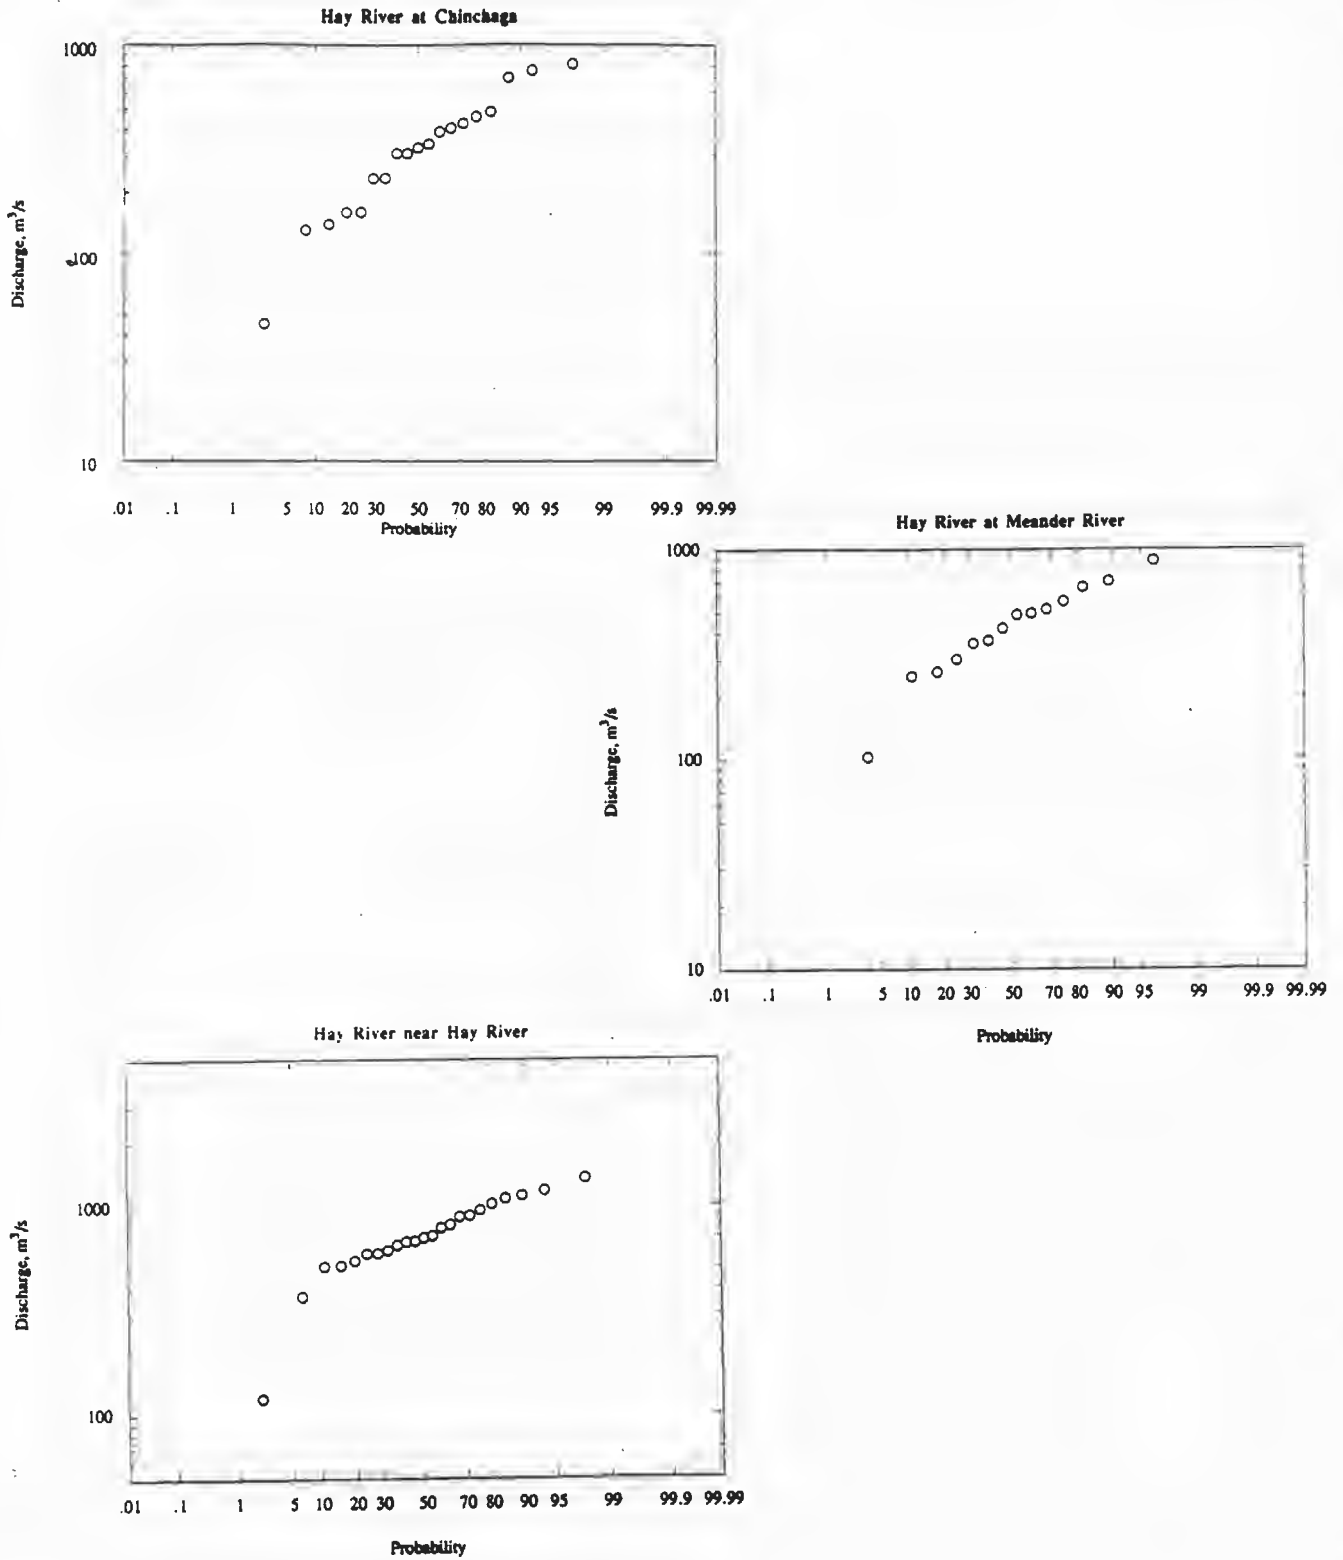 Hay River at Chinchaga
1000
100
10
Discharge, m³/s
.01 .1 1 5 10 20 30 50 70 80 90 95 99 99.9 99.99
Probability
Hay River at Meander River
1000
100
10
Discharge, m³/s
.01 .1 1 5 10 20 30 50 70 80 90 95 99 99.9 99.99
Probability
Hay River near Hay River
1000
100
Discharge, m³/s
.01 .1 1 5 10 20 30 50 70 80 90 95 99 99.9 99.99
Probability